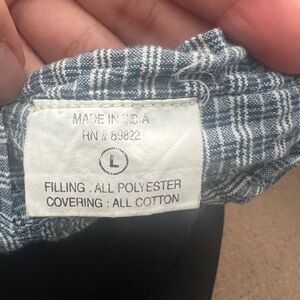 MADE IN INDIA
RN # 89822
L
FILLING : ALL POLYESTER
COVERING : ALL COTTON